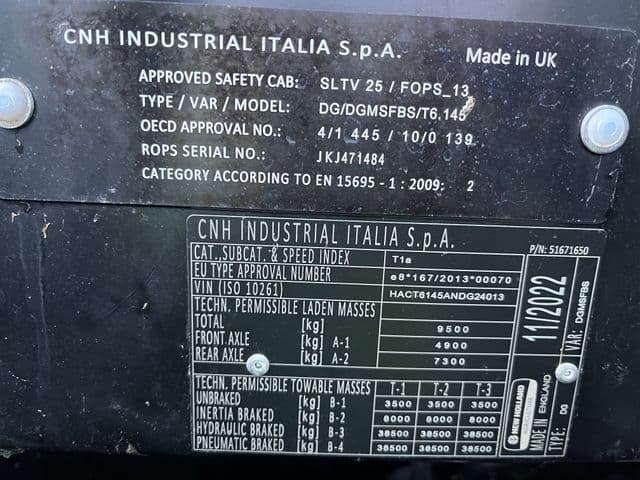 CNH INDUSTRIAL ITALIA S.p.A.
Made in UK
APPROVED SAFETY CAB: SLTV 25 / FOPS_13
TYPE / VAR / MODEL: DG/DGMSFBS/T6.145
OECD APPROVAL NO.: 4/1 445 / 10/0 139
ROPS SERIAL NO.: JKJ471484
CATEGORY ACCORDING TO EN 15695 - 1 : 2009: 2
CNH INDUSTRIAL ITALIA S.p.A.
P/N: 51671650
CAT.,SUBCAT. & SPEED INDEX T1a
EU TYPE APPROVAL NUMBER e8*167/2013*00070
VIN (ISO 10261) HACT6145ANDG24013
TECHN. PERMISSIBLE LADEN MASSES
TOTAL [kg] 9500
FRONT AXLE [kg] A-1 4900
REAR AXLE [kg] A-2 7300
TECHN. PERMISSIBLE TOWABLE MASSES T-1 T-2 T-3
UNBRAKED [kg] B-1 3500 3500 3500
INERTIA BRAKED [kg] B-2 8000 8000 8000
HYDRAULIC BRAKED [kg] B-3 38500 38500 38500
PNEUMATIC BRAKED [kg] B-4 38500 38500 38500
11/2022
VAR: DGMSFBS
NEW HOLLAND
MADE IN ENGLAND
TYPE: DG